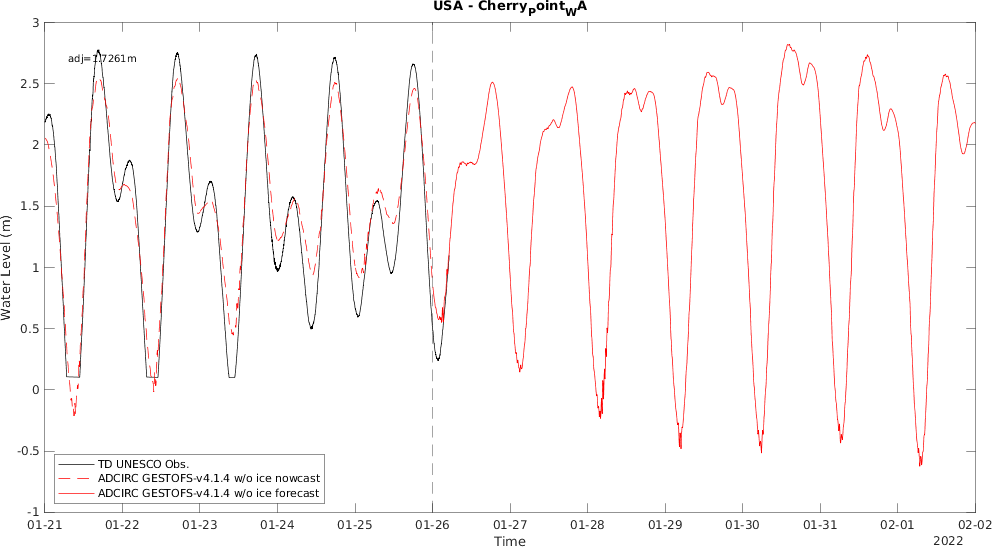 USA - CherryPointWA
adj=1.7261m
3
2.5
2
1.5
1
0.5
0
-0.5
-1
Water Level (m)
TD UNESCO Obs.
ADCIRC GESTOFS-v4.1.4 w/o ice nowcast
ADCIRC GESTOFS-v4.1.4 w/o ice forecast
01-21 01-22 01-23 01-24 01-25 01-26 01-27 01-28 01-29 01-30 01-31 02-01 02-02
Time
2022